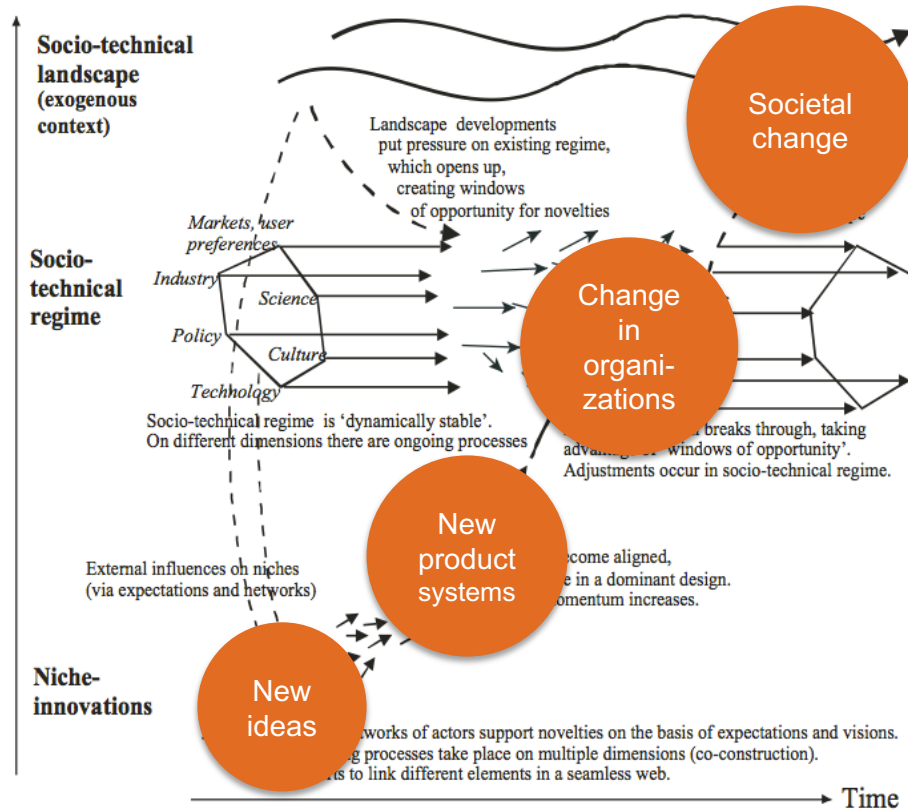 Socio-technical
landscape
(exogenous
context)
Societal
change
Landscape developments
put pressure on existing regime,
which opens up,
creating windows
of opportunity for novelties
Markets, user
preferences
Industry
Science
Policy
Culture
Technology
Socio-
technical
regime
Change
in
organi-
zations
Socio-technical regime is ‘dynamically stable’.
On different dimensions there are ongoing processes
breaks through, taking
‘windows of opportunity’.
Adjustments occur in socio-technical regime.
New
product
systems
External influences on niches
(via expectations and networks)
become aligned,
in a dominant design.
momentum increases.
Niche-
innovations
New
ideas
of actors support novelties on the basis of expectations and visions.
processes take place on multiple dimensions (co-construction).
to link different elements in a seamless web.
Time